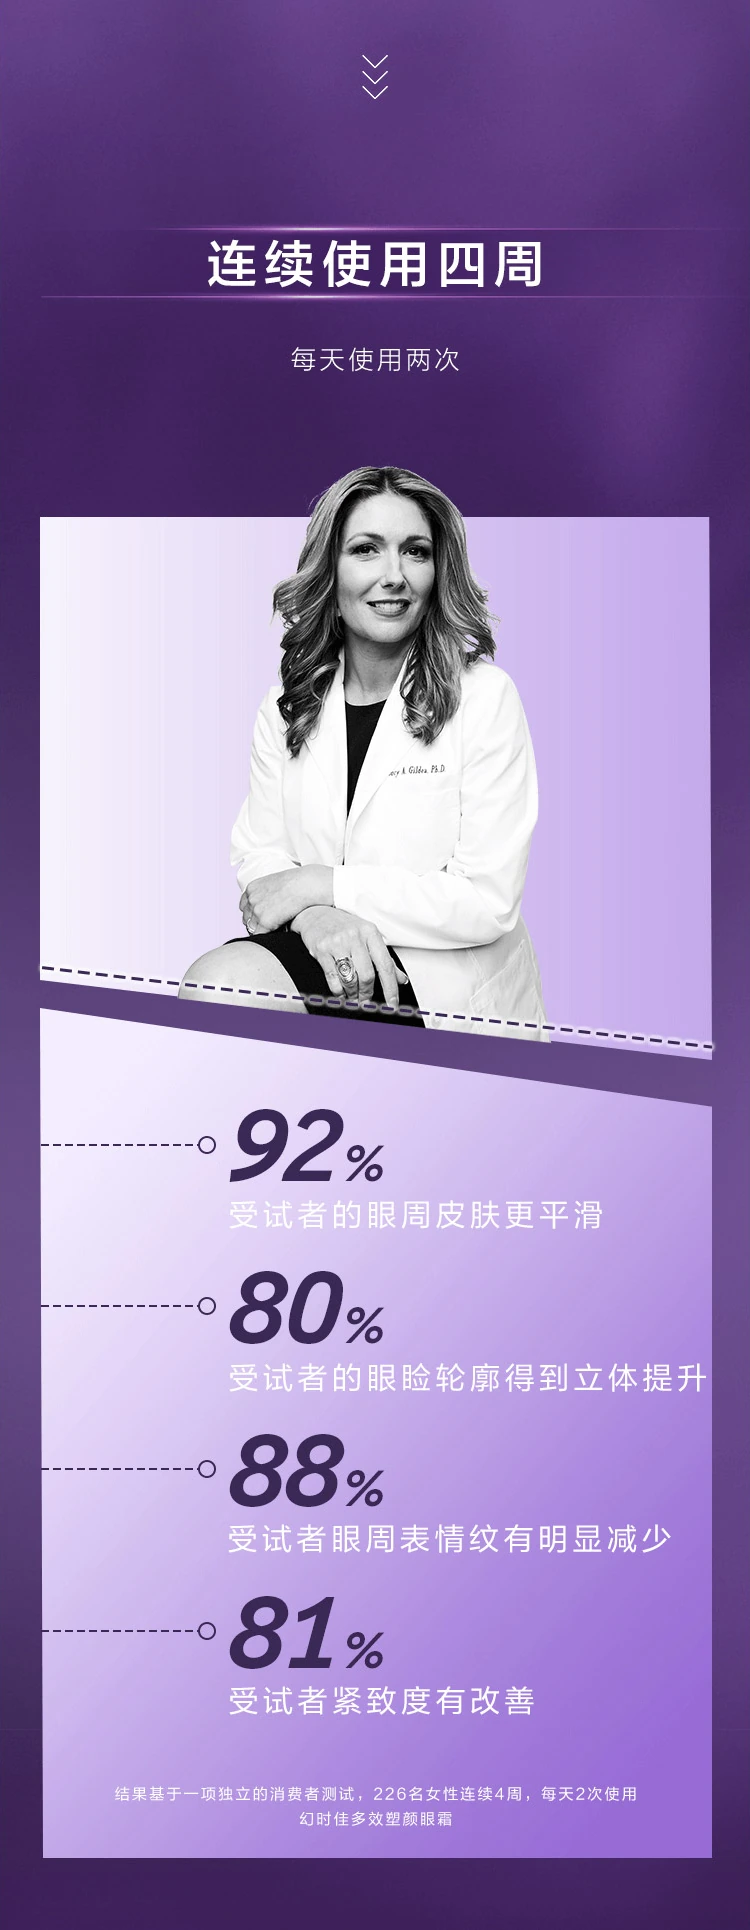 连续使用四周
每天使用两次
A. Gildea, Ph.D.
92%
受试者的眼周皮肤更平滑
80%
受试者的眼睑轮廓得到立体提升
88%
受试者眼周表情纹有明显减少
81%
受试者紧致度有改善
结果基于一项独立的消费者测试，226名女性连续4周，每天2次使用
幻时佳多效塑颜眼霜